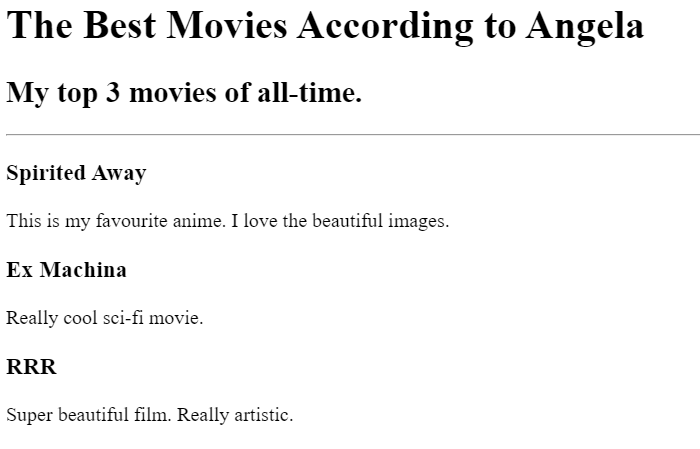 The Best Movies According to Angela
My top 3 movies of all-time.
Spirited Away
This is my favourite anime. I love the beautiful images.
Ex Machina
Really cool sci-fi movie.
RRR
Super beautiful film. Really artistic.